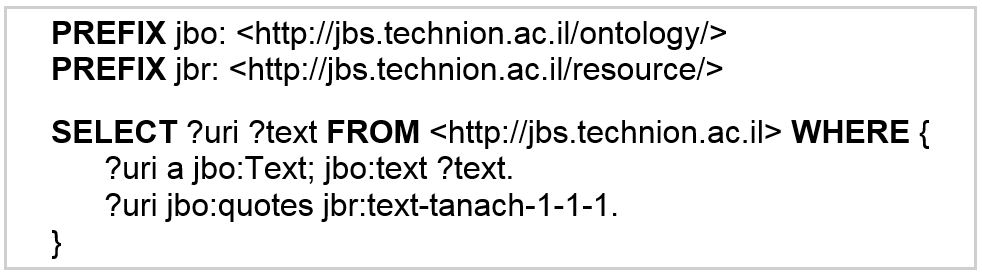 PREFIX jbo: <http://jbs.technion.ac.il/ontology/>
PREFIX jbr: <http://jbs.technion.ac.il/resource/>
SELECT ?uri ?text FROM <http://jbs.technion.ac.il> WHERE {
?uri a jbo:Text; jbo:text ?text.
?uri jbo:quotes jbr:text-tanach-1-1-1.
}